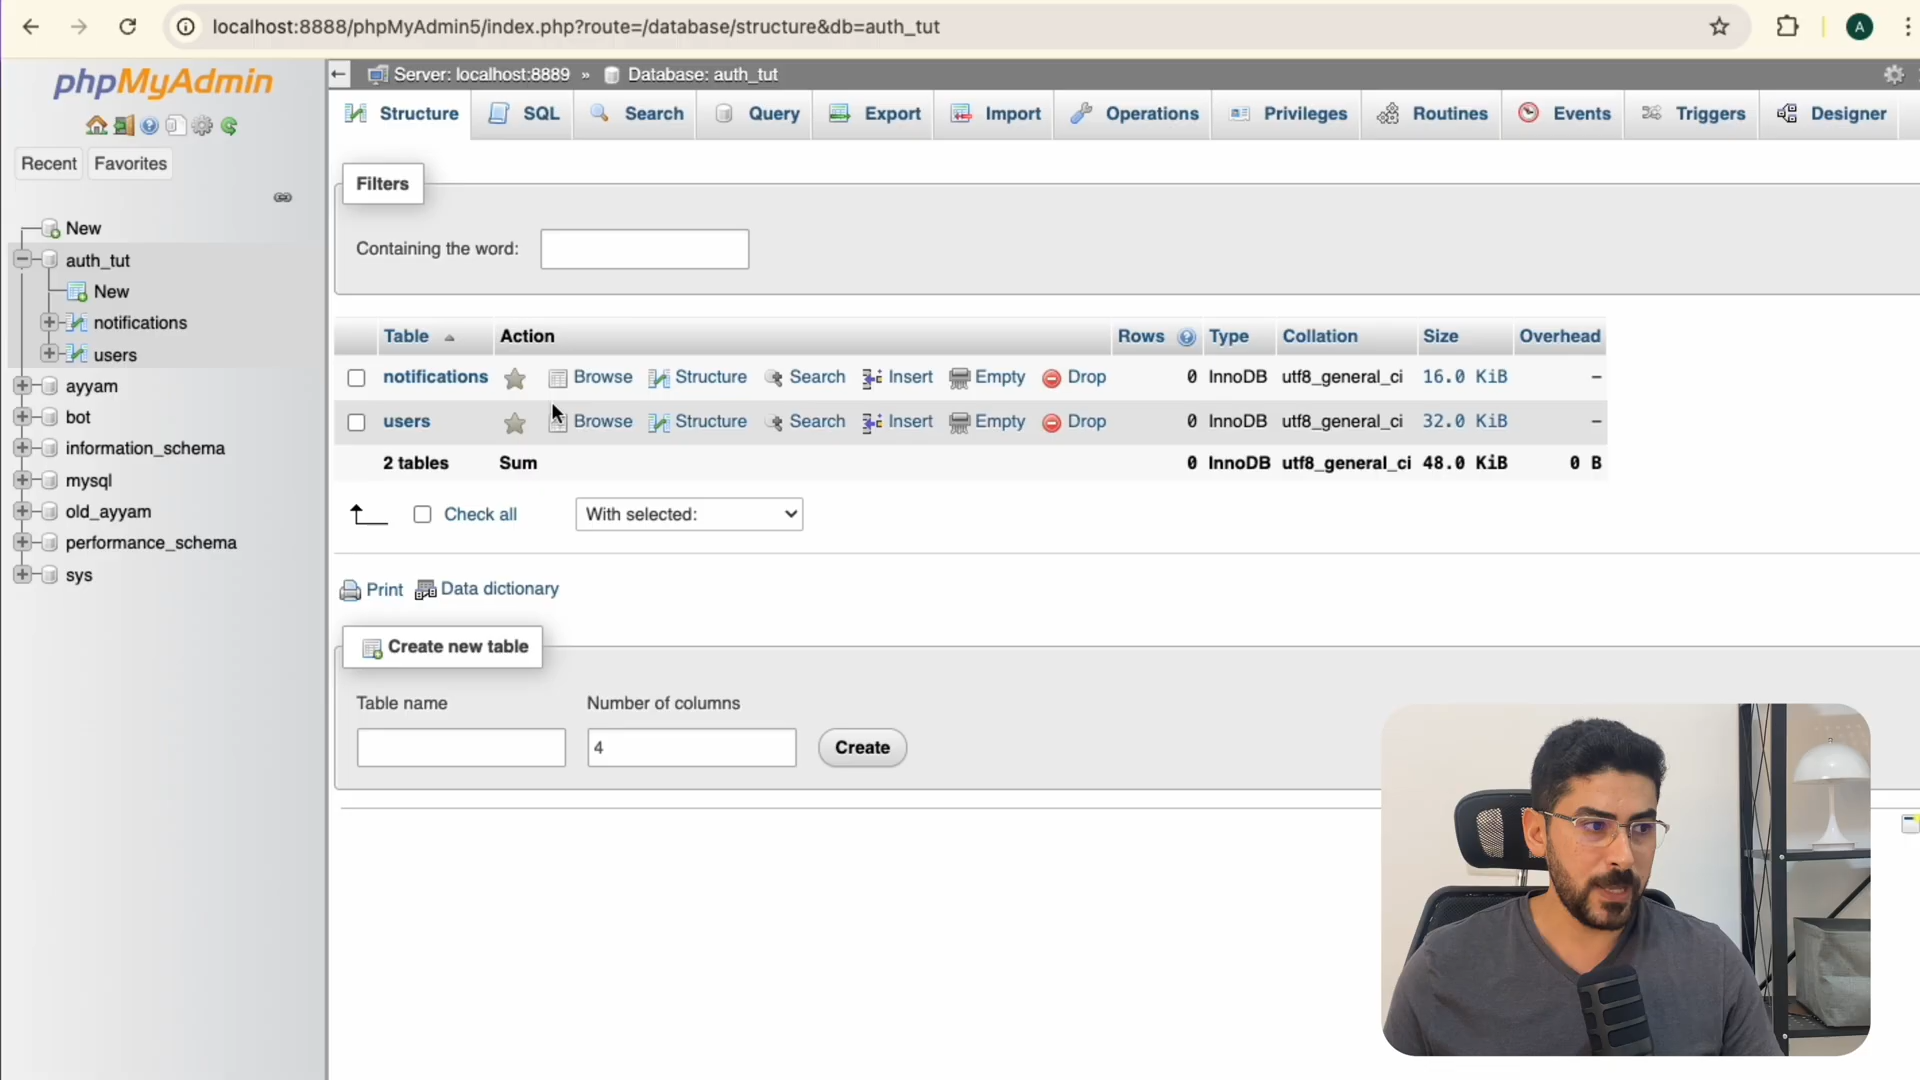 localhost:8888/phpMyAdmin5/index.php?route=/database/structure&db=auth_tut
A
phpMyAdmin
Recent Favorites
New
auth_tut
New
notifications
users
ayyam
bot
information_schema
mysql
old_ayyam
performance_schema
sys
Server: localhost:8889 » Database: auth_tut
Structure SQL Search Query Export Import Operations Privileges Routines Events Triggers Designer
Filters
Containing the word:
Table Action Rows Type Collation Size Overhead
notifications Browse Structure Search Insert Empty Drop 0 InnoDB utf8_general_ci 16.0 KiB –
users Browse Structure Search Insert Empty Drop 0 InnoDB utf8_general_ci 32.0 KiB –
2 tables Sum 0 InnoDB utf8_general_ci 48.0 KiB 0 B
Check all With selected:
Print Data dictionary
Create new table
Table name Number of columns
4 Create